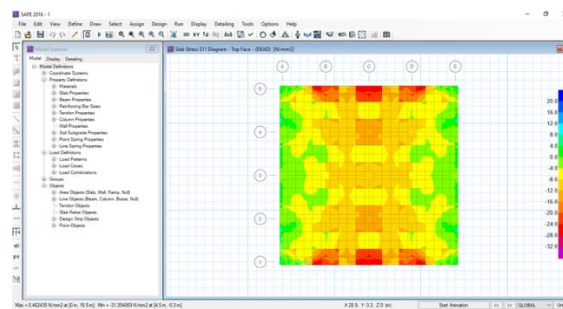 SAFE 2016 - 1
File Edit View Define Draw Select Assign Design Run Display Detailing Tools Options Help
Model Explorer
Slab Stress S11 Diagram - Top Face - (DEAD) [N/mm2]
Model Display Detailing
Model Definitions
Coordinate Systems
Property Definitions
Materials
Slab Properties
Beam Properties
Reinforcing Bar Sizes
Tendon Properties
Column Properties
Wall Properties
Soil Subgrade Properties
Point Spring Properties
Line Spring Properties
Load Definitions
Load Patterns
Load Cases
Load Combinations
Groups
Objects
Area Objects (Slab, Wall, Ramp, Null)
Line Objects (Beam, Column, Brace, Null)
Tendon Objects
Slab Rebar Objects
Design Strip Objects
Point Objects
A B C D E
20.0
16.0
12.0
8.0
4.0
0.0
-4.0
-8.0
-12.0
-16.0
-20.0
-24.0
-28.0
-32.0
X 28.9, Y -3.3, Z 0 (m)
Start Animation
<< >>
GLOBAL